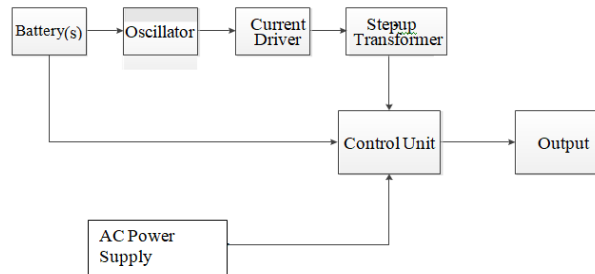 Battery(s)
Oscillator
Current
Driver
Stepup
Transformer
Control Unit
Output
AC Power
Supply